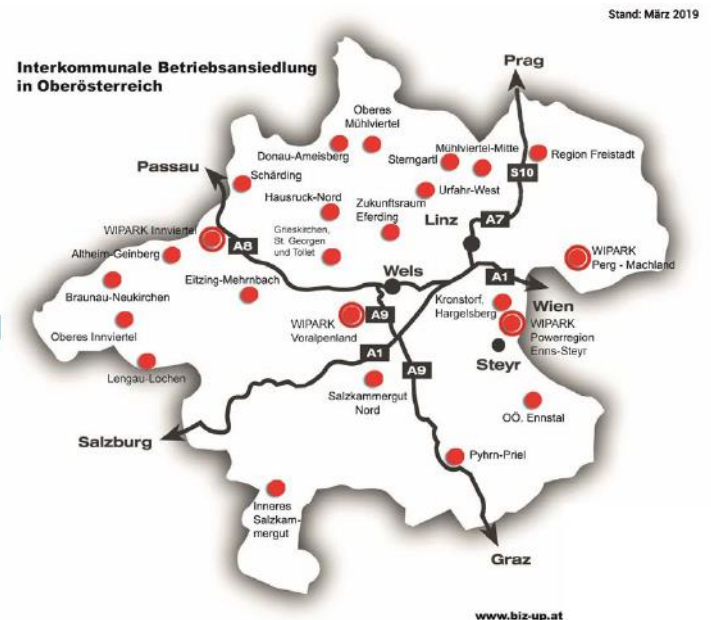 Stand: März 2019
Interkommunale Betriebsansiedlung
in Oberösterreich
Prag
Oberes
Mühlviertel
Donau-Ameisberg
Sterngartl
Mühlviertel-Mitte
Region Freistadt
Passau
Schärding
S10
Hausruck-Nord
Zukunftsraum
Eferding
Urfahr-West
Linz
A7
WIPARK Innviertel
A8
Grieskirchen,
St. Georgen
und Tollet
Altheim-Geinberg
WIPARK
Perg - Machland
Wels
A1
Eitzing-Mehrnbach
Braunau-Neukirchen
Kronstorf,
Hargelsberg
Wien
A9
WIPARK
Voralpenland
WIPARK
Powerregion
Enns-Steyr
Oberes Innviertel
Steyr
A1
A9
Lengau-Lochen
Salzkammergut
Nord
OÖ. Ennstal
Salzburg
Pyhrn-Priel
Inneres
Salzkam-
mergut
Graz
www.biz-up.at